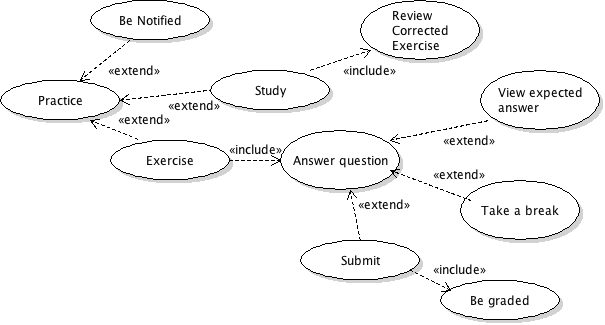 Be Notified
Review
Corrected
Exercise
«extend»
«include»
Practice
Study
«extend»
View expected
answer
«extend»
Exercise
«include»
Answer question
«extend»
«extend»
«extend»
Take a break
Submit
«include»
Be graded